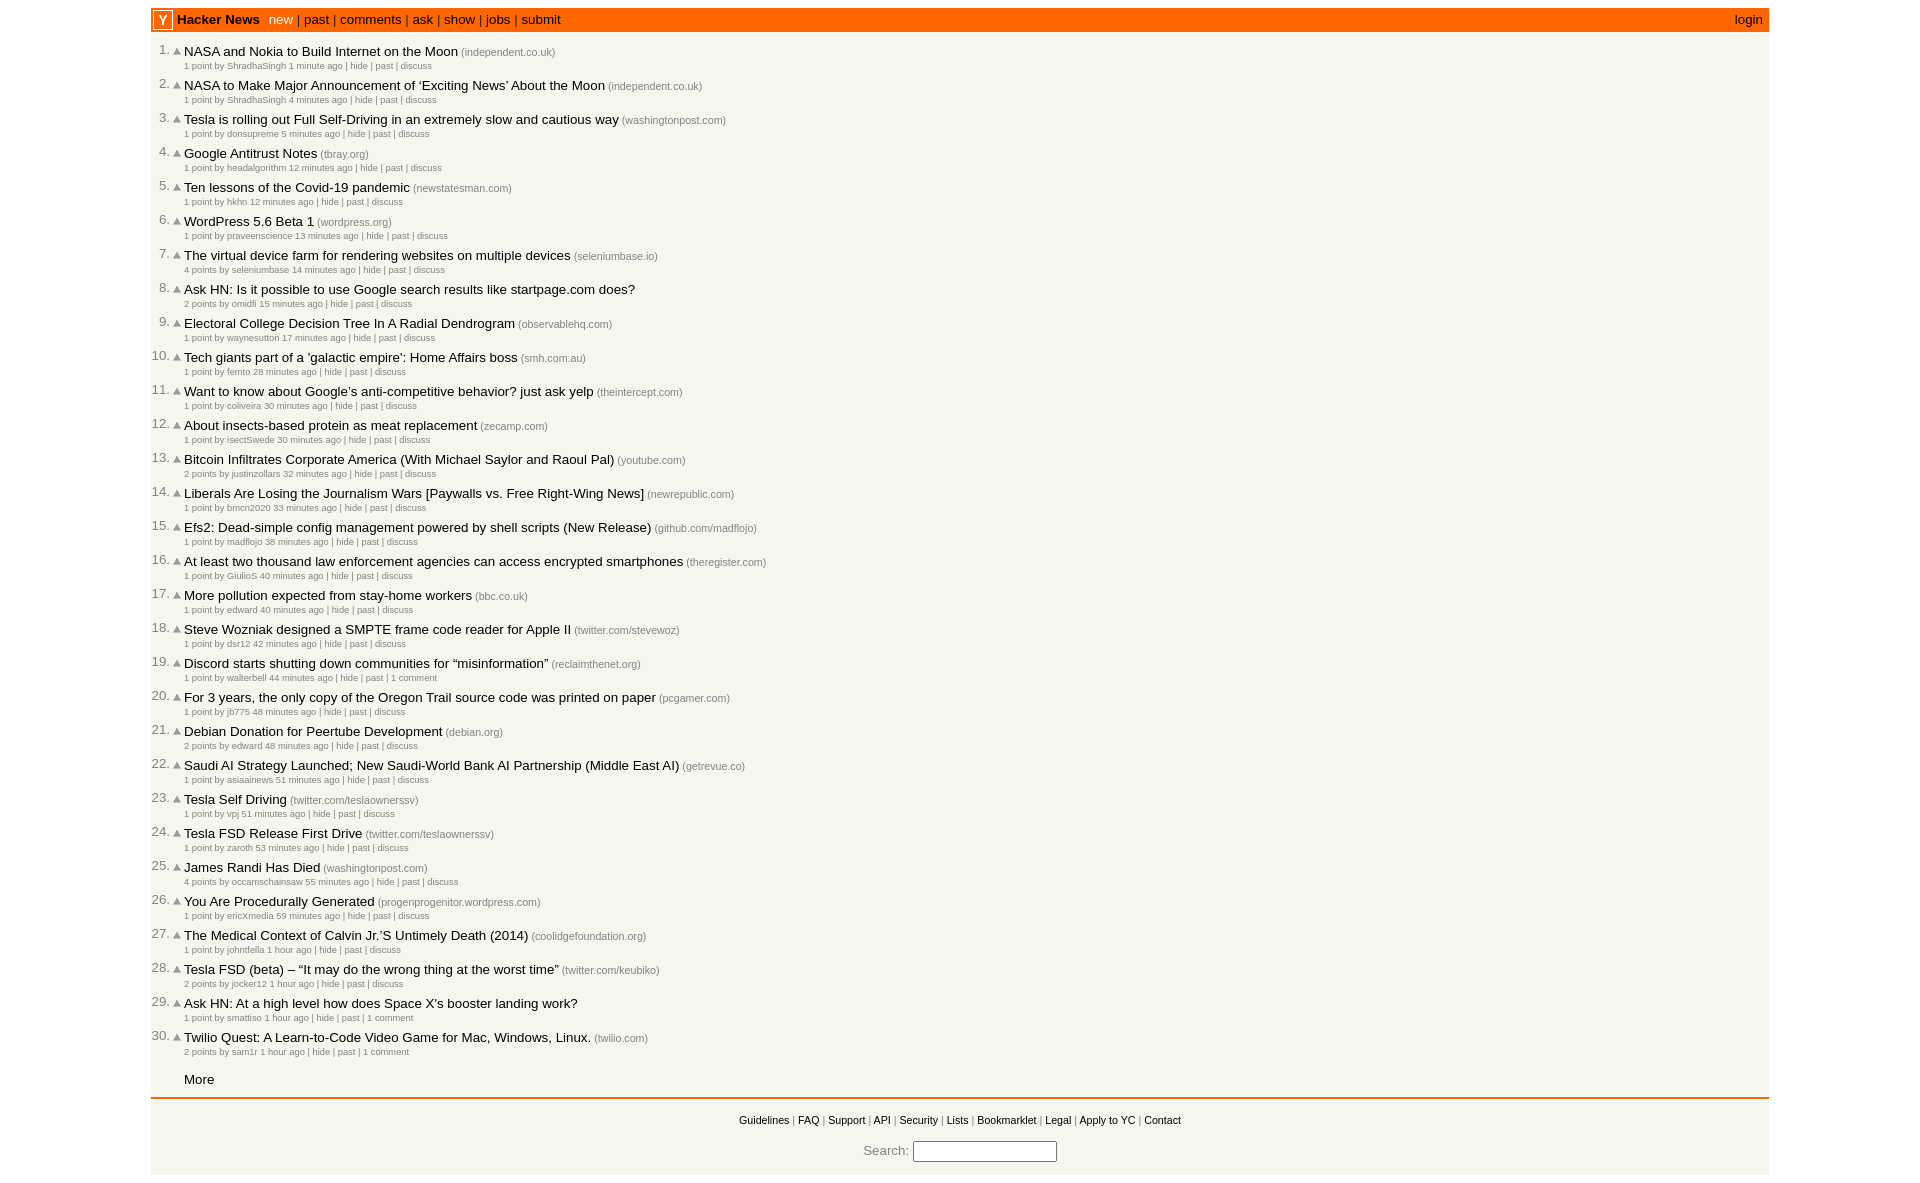 Y Hacker News new | past | comments | ask | show | jobs | submit login
1. NASA and Nokia to Build Internet on the Moon (independent.co.uk)
1 point by ShradhaSingh 1 minute ago | hide | past | discuss
2. NASA to Make Major Announcement of ‘Exciting News’ About the Moon (independent.co.uk)
1 point by ShradhaSingh 4 minutes ago | hide | past | discuss
3. Tesla is rolling out Full Self-Driving in an extremely slow and cautious way (washingtonpost.com)
1 point by donsupreme 5 minutes ago | hide | past | discuss
4. Google Antitrust Notes (tbray.org)
1 point by headalgorithm 12 minutes ago | hide | past | discuss
5. Ten lessons of the Covid-19 pandemic (newstatesman.com)
1 point by hkhn 12 minutes ago | hide | past | discuss
6. WordPress 5.6 Beta 1 (wordpress.org)
1 point by praveenscience 13 minutes ago | hide | past | discuss
7. The virtual device farm for rendering websites on multiple devices (seleniumbase.io)
4 points by seleniumbase 14 minutes ago | hide | past | discuss
8. Ask HN: Is it possible to use Google search results like startpage.com does?
2 points by omidfi 15 minutes ago | hide | past | discuss
9. Electoral College Decision Tree In A Radial Dendrogram (observablehq.com)
1 point by waynesutton 17 minutes ago | hide | past | discuss
10. Tech giants part of a 'galactic empire': Home Affairs boss (smh.com.au)
1 point by femto 28 minutes ago | hide | past | discuss
11. Want to know about Google’s anti-competitive behavior? just ask yelp (theintercept.com)
1 point by coliveira 30 minutes ago | hide | past | discuss
12. About insects-based protein as meat replacement (zecamp.com)
1 point by isectSwede 30 minutes ago | hide | past | discuss
13. Bitcoin Infiltrates Corporate America (With Michael Saylor and Raoul Pal) (youtube.com)
2 points by justinzollars 32 minutes ago | hide | past | discuss
14. Liberals Are Losing the Journalism Wars [Paywalls vs. Free Right-Wing News] (newrepublic.com)
1 point by bmcn2020 33 minutes ago | hide | past | discuss
15. Efs2: Dead-simple config management powered by shell scripts (New Release) (github.com/madflojo)
1 point by madflojo 38 minutes ago | hide | past | discuss
16. At least two thousand law enforcement agencies can access encrypted smartphones (theregister.com)
1 point by GiulioS 40 minutes ago | hide | past | discuss
17. More pollution expected from stay-home workers (bbc.co.uk)
1 point by edward 40 minutes ago | hide | past | discuss
18. Steve Wozniak designed a SMPTE frame code reader for Apple II (twitter.com/stevewoz)
1 point by dsr12 42 minutes ago | hide | past | discuss
19. Discord starts shutting down communities for “misinformation” (reclaimthenet.org)
1 point by walterbell 44 minutes ago | hide | past | 1 comment
20. For 3 years, the only copy of the Oregon Trail source code was printed on paper (pcgamer.com)
1 point by jb775 48 minutes ago | hide | past | discuss
21. Debian Donation for Peertube Development (debian.org)
2 points by edward 48 minutes ago | hide | past | discuss
22. Saudi AI Strategy Launched; New Saudi-World Bank AI Partnership (Middle East AI) (getrevue.co)
1 point by asiaainews 51 minutes ago | hide | past | discuss
23. Tesla Self Driving (twitter.com/teslaownerssv)
1 point by vpj 51 minutes ago | hide | past | discuss
24. Tesla FSD Release First Drive (twitter.com/teslaownerssv)
1 point by zaroth 53 minutes ago | hide | past | discuss
25. James Randi Has Died (washingtonpost.com)
4 points by occamschainsaw 55 minutes ago | hide | past | discuss
26. You Are Procedurally Generated (progenprogenitor.wordpress.com)
1 point by ericXmedia 59 minutes ago | hide | past | discuss
27. The Medical Context of Calvin Jr.’S Untimely Death (2014) (coolidgefoundation.org)
1 point by johntfella 1 hour ago | hide | past | discuss
28. Tesla FSD (beta) – “It may do the wrong thing at the worst time” (twitter.com/keubiko)
2 points by jocker12 1 hour ago | hide | past | discuss
29. Ask HN: At a high level how does Space X's booster landing work?
1 point by smattiso 1 hour ago | hide | past | 1 comment
30. Twilio Quest: A Learn-to-Code Video Game for Mac, Windows, Linux. (twilio.com)
2 points by sam1r 1 hour ago | hide | past | 1 comment
More
Guidelines | FAQ | Support | API | Security | Lists | Bookmarklet | Legal | Apply to YC | Contact
Search: